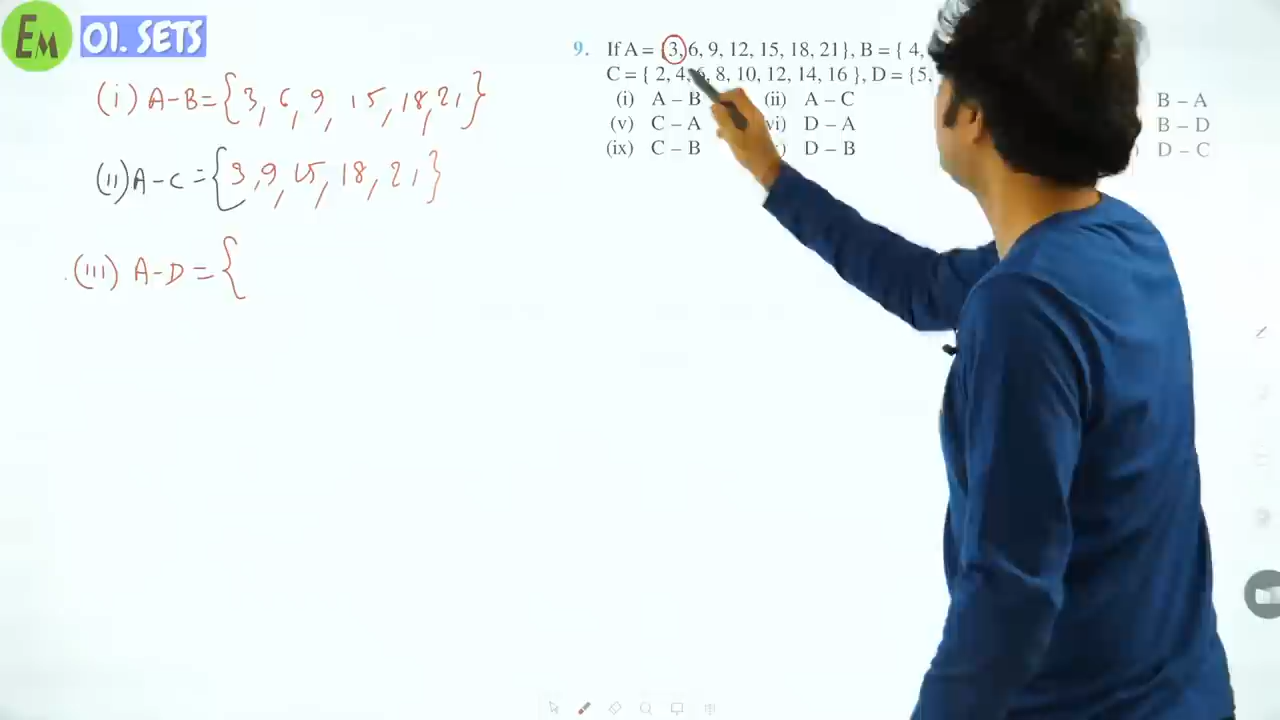 EM 01. SETS
(i) A-B={3, 6, 9, 15, 18, 21}
(ii) A-C={3, 9, 15, 18, 21}
(iii) A-D={
9. If A = {3, 6, 9, 12, 15, 18, 21}, B = { 4,
C = { 2, 4, 6, 8, 10, 12, 14, 16 }, D = {5,
(i) A – B (ii) A – C B – A
(v) C – A vi) D – A B – D
(ix) C – B D – B D – C